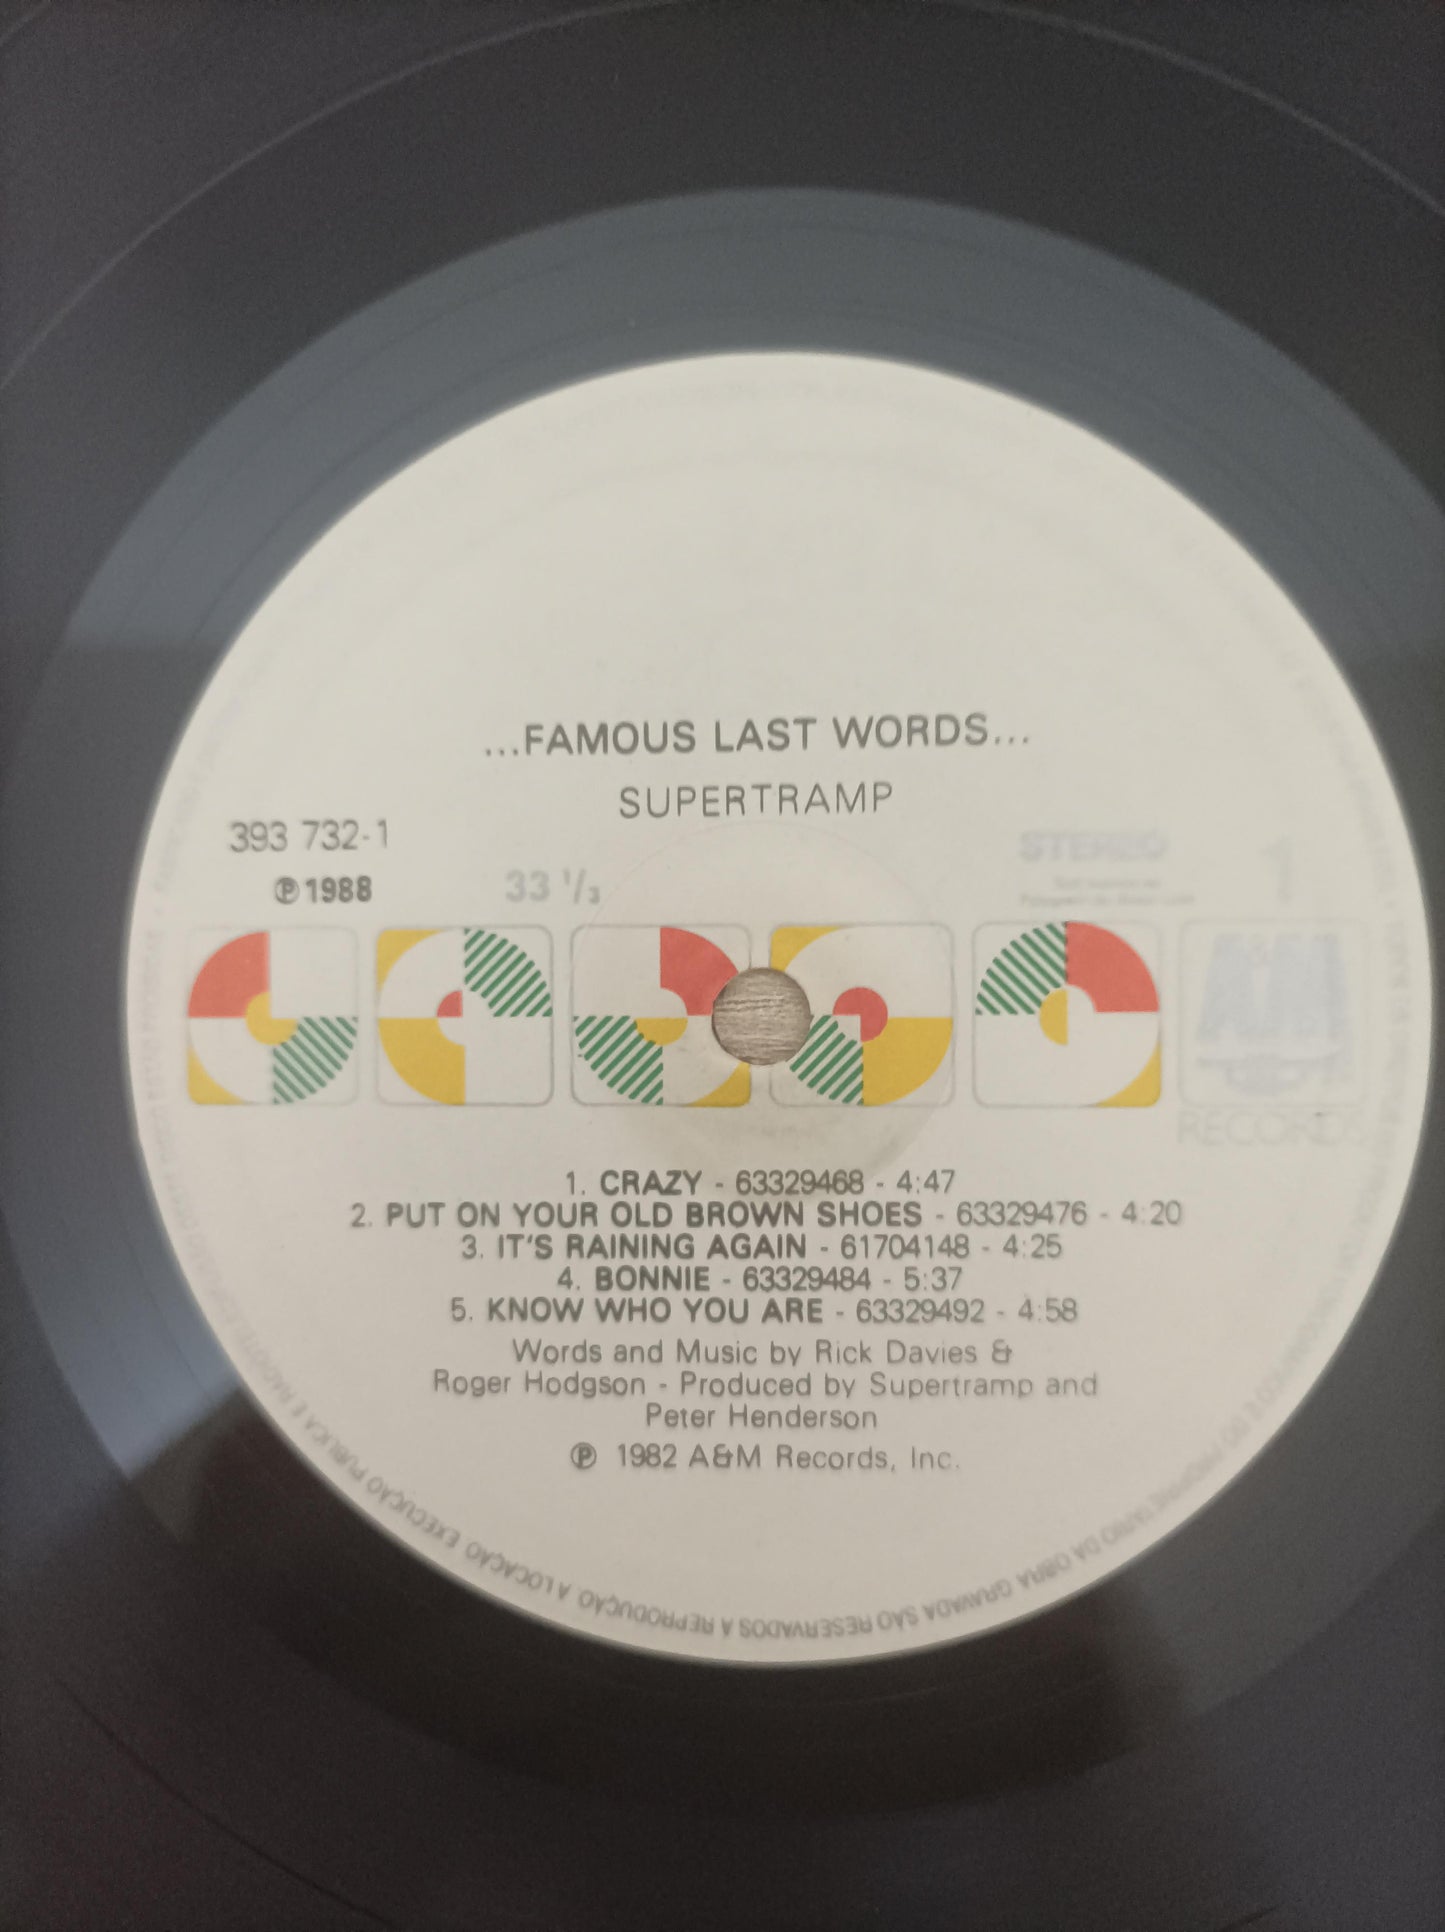 ...FAMOUS LAST WORDS...
SUPERTRAMP
393 732-1
℗ 1988
33 1/3
STEREO
1
A&M
RECORDS
1. CRAZY - 63329468 - 4:47
2. PUT ON YOUR OLD BROWN SHOES - 63329476 - 4:20
3. IT'S RAINING AGAIN - 61704148 - 4:25
4. BONNIE - 63329484 - 5:37
5. KNOW WHO YOU ARE - 63329492 - 4:58
Words and Music by Rick Davies &
Roger Hodgson - Produced by Supertramp and
Peter Henderson
℗ 1982 A&M Records, Inc.
DA OBRA GRAVADA SÃO RESERVADOS A REPRODUÇÃO A LOCAÇÃO EXECUÇÃO PÚBLICA E